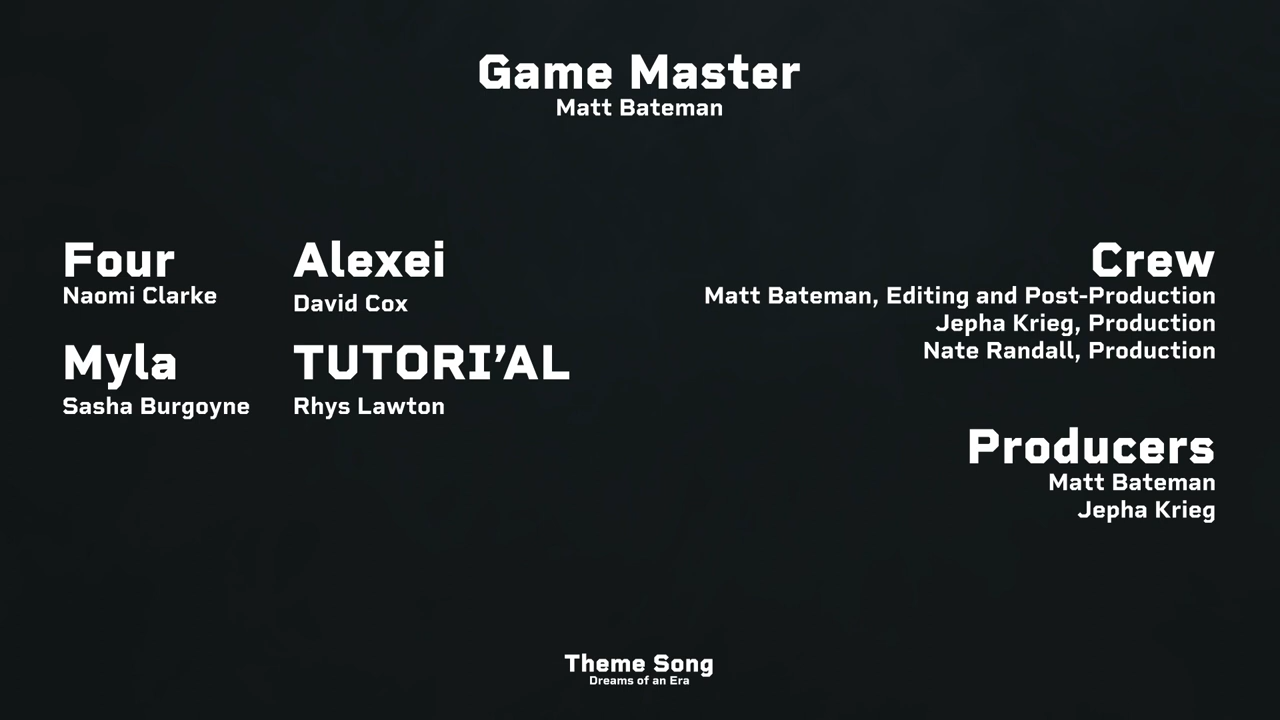 Game Master
Matt Bateman
Four
Naomi Clarke
Alexei
David Cox
Myla
Sasha Burgoyne
TUTORI'AL
Rhys Lawton
Crew
Matt Bateman, Editing and Post-Production
Jepha Krieg, Production
Nate Randall, Production
Producers
Matt Bateman
Jepha Krieg
Theme Song
Dreams of an Era